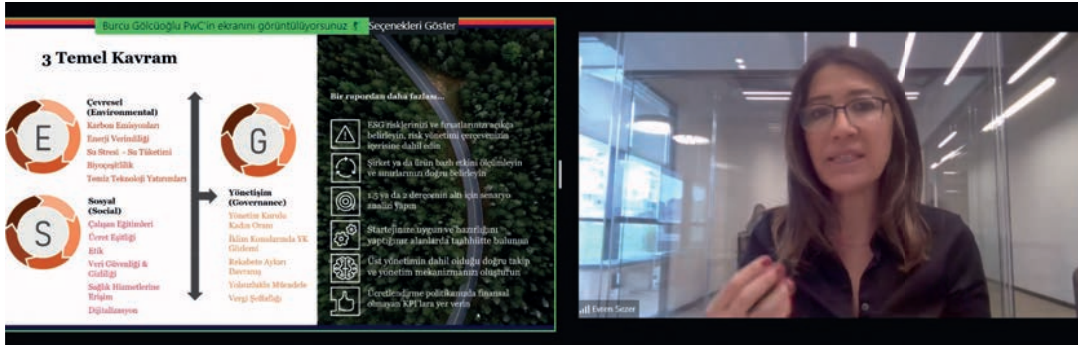 Burcu Gölcüoğlu PwC'in ekranını görüntülüyorsunuz
Seçenekleri Göster
3 Temel Kavram
E
Çevresel
(Environmental)
Karbon Emisyonları
Enerji Verimliliği
Su Stresi – Su Tüketimi
Biyoçeşitlilik
Temiz Teknoloji Yatırımları
S
Sosyal
(Social)
Çalışan Eğitimleri
Ücret Eşitliği
Etik
Veri Güvenliği &
Gizliliği
Sağlık Hizmetlerine
Erişim
Dijitalizasyon
G
Yönetişim
(Governance)
Yönetim Kurulu
Kadın Oranı
İklim Konularında YK
Gözlemi
Rekabete Aykırı
Davranış
Yolsuzlukla Mücadele
Vergi Şeffaflığı
Bir rapordan daha fazlası...
ESG risklerinizi ve fırsatlarınızı açıkça
belirleyin, risk yönetimi çerçevenizin
içerisine dahil edin
Şirket ya da ürün bazlı etkini ölçümleyin
ve sınırlarınızı doğru belirleyin
1,5 ya da 2 derecenin altı için senaryo
analizi yapın
Stratejinize uygun ve hazırlığını
yaptığınız alanlarda taahhütte bulunun
Üst yönetimin dahil olduğu doğru takip
ve yönetim mekanizmanızı oluşturun
Ücretlendirme politikanızda finansal
olmayan KPI'lara yer verin
Evren Sezer